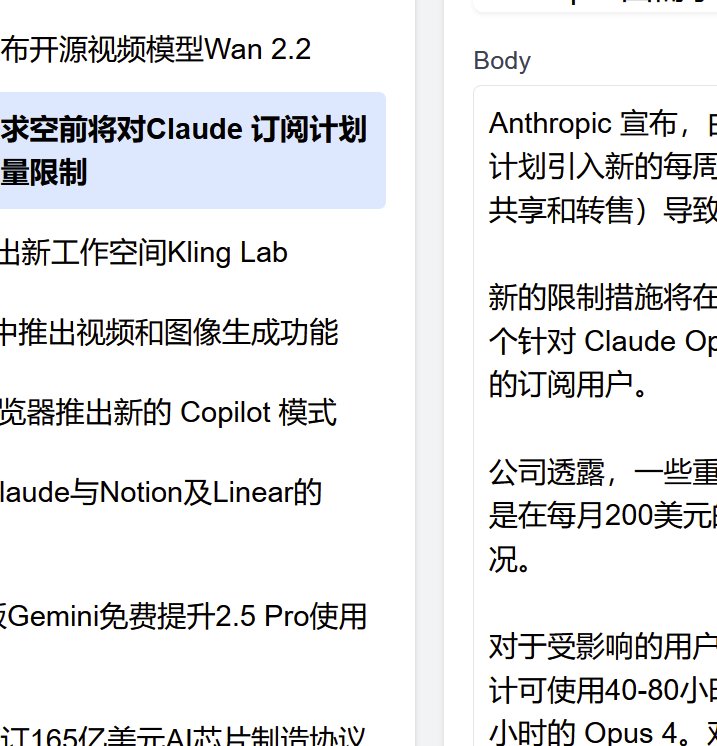 布开源视频模型Wan 2.2
求空前将对Claude 订阅计划
量限制
出新工作空间Kling Lab
中推出视频和图像生成功能
览器推出新的 Copilot 模式
laude与Notion及Linear的
版Gemini免费提升2.5 Pro使用
订165亿美元AI芯片制造协议
Body
Anthropic 宣布，由
计划引入新的每周
共享和转售）导致
新的限制措施将在
个针对 Claude Op
的订阅用户。
公司透露，一些重
是在每月200美元的
况。
对于受影响的用户
计可使用40-80小时
小时的 Opus 4。对